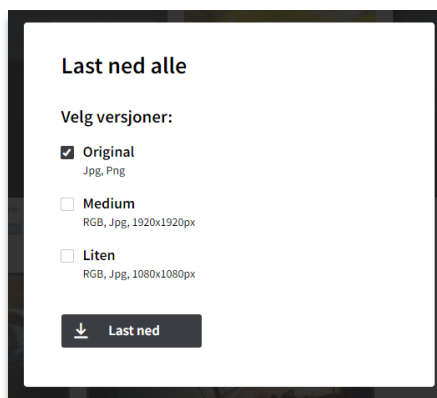 Last ned alle
Velg versjoner:
Original
Jpg, Png
Medium
RGB, Jpg, 1920x1920px
Liten
RGB, Jpg, 1080x1080px
Last ned